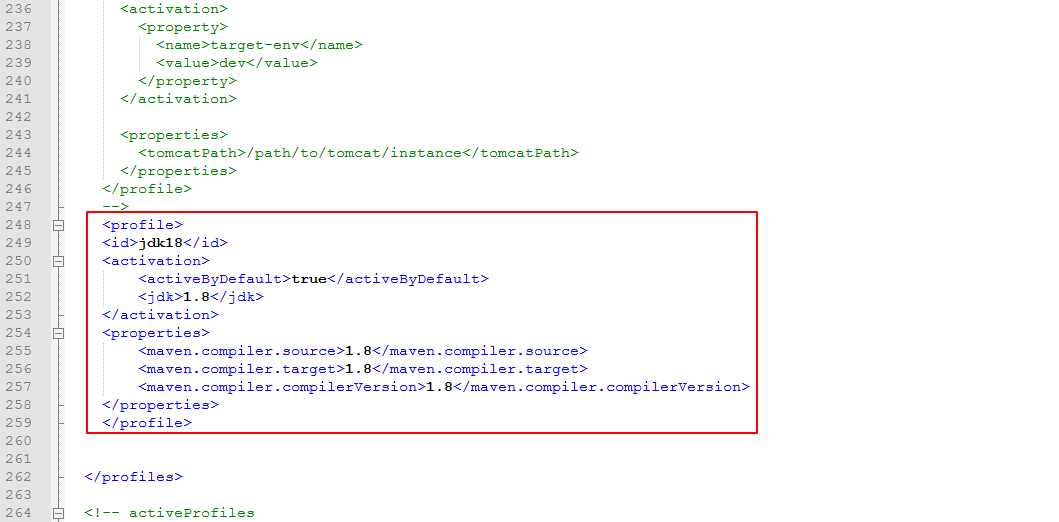 236 <activation>
237 <property>
238 <name>target-env</name>
239 <value>dev</value>
240 </property>
241 </activation>
242
243 <properties>
244 <tomcatPath>/path/to/tomcat/instance</tomcatPath>
245 </properties>
246 </profile>
247 -->
248 <profile>
249 <id>jdk18</id>
250 <activation>
251 <activeByDefault>true</activeByDefault>
252 <jdk>1.8</jdk>
253 </activation>
254 <properties>
255 <maven.compiler.source>1.8</maven.compiler.source>
256 <maven.compiler.target>1.8</maven.compiler.target>
257 <maven.compiler.compilerVersion>1.8</maven.compiler.compilerVersion>
258 </properties>
259 </profile>
260
261
262 </profiles>
263
264 <!-- activeProfiles